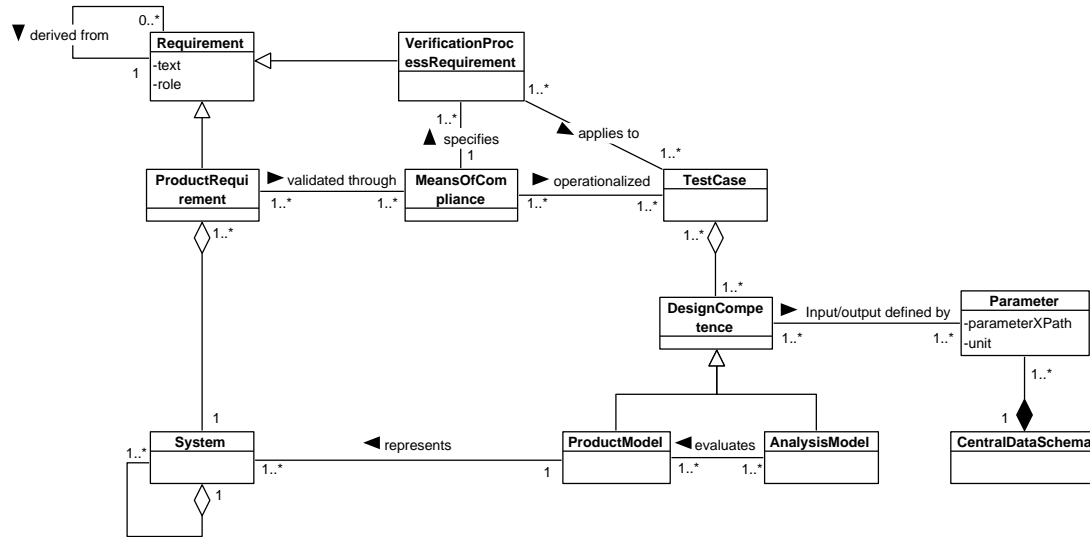 0..*
derived from
1
Requirement
-text
-role
VerificationProc
essRequirement
1..*
applies to
1..*
1..*
specifies
1
ProductRequi
rement
validated through
1..*
1..*
MeansOfCom
pliance
operationalized
1..*
1..*
TestCase
1..*
1..*
1..*
DesignCompe
tence
Input/output defined by
1..*
1..*
Parameter
-parameterXPath
-unit
1..*
1
CentralDataSchema
1
System
1..*
1
represents
1..*
1
ProductModel
evaluates
1..*
1..*
AnalysisModel